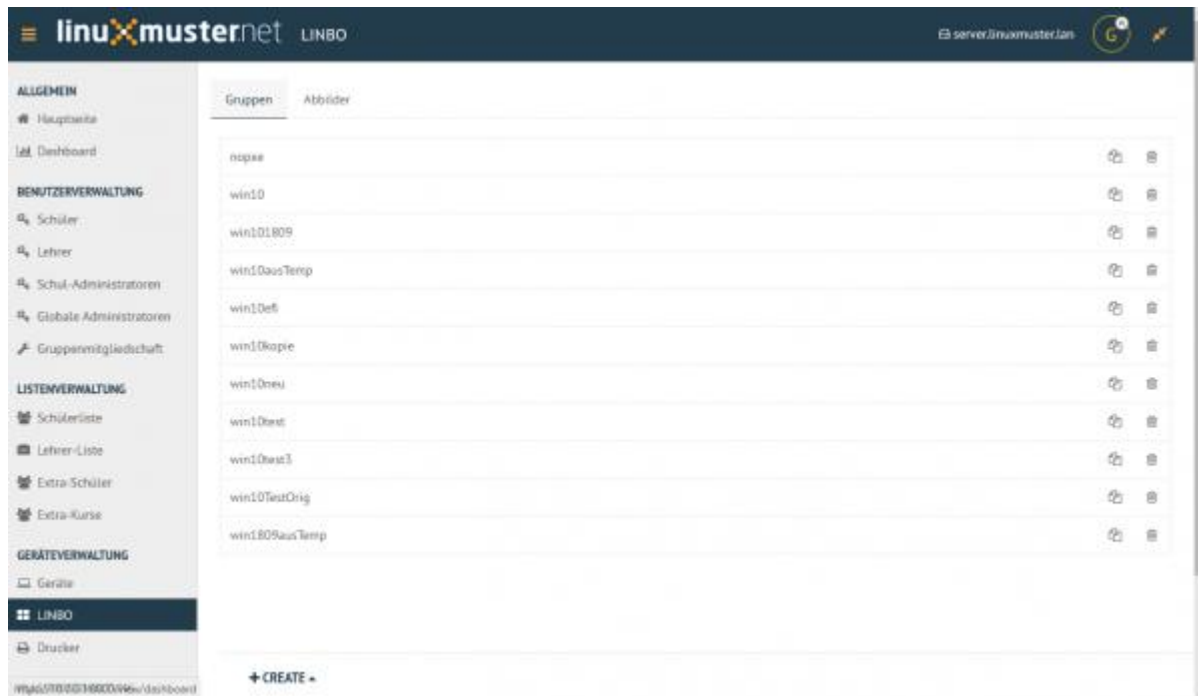 linuxmuster.net LINBO
server.linuxmuster.lan
G
ALLGEMEIN
Hauptseite
Dashboard
BENUTZERVERWALTUNG
Schüler
Lehrer
Schul-Administratoren
Globale Administratoren
Gruppenmitgliedschaft
LISTENVERWALTUNG
Schülerliste
Lehrer-Liste
Extra-Schüler
Extra-Kurse
GERÄTEVERWALTUNG
Geräte
LINBO
Drucker
Gruppen Abbilder
nopxe
win10
win101809
win10ausTemp
win10efi
win10kopie
win10neu
win10test
win10test3
win10TestOrig
win1809ausTemp
+ CREATE